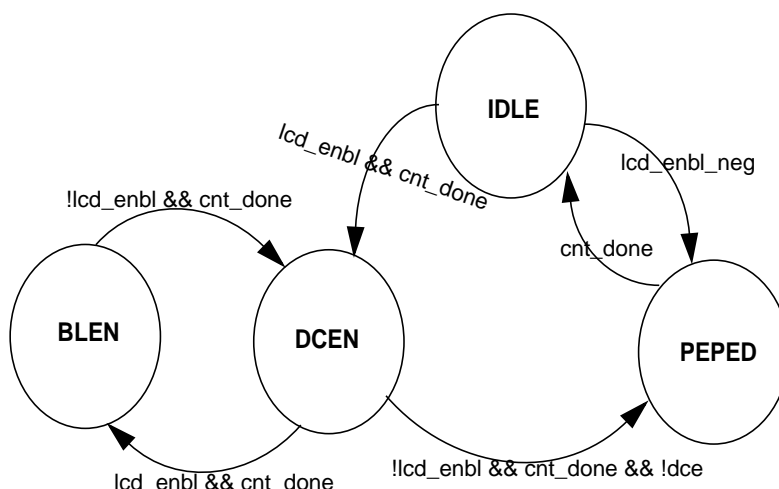 IDLE
lcd_enbl && cnt_done
lcd_enbl_neg
!lcd_enbl && cnt_done
cnt_done
BLEN
DCEN
PEPED
!lcd_enbl && cnt_done && !dce
lcd_enbl && cnt_done